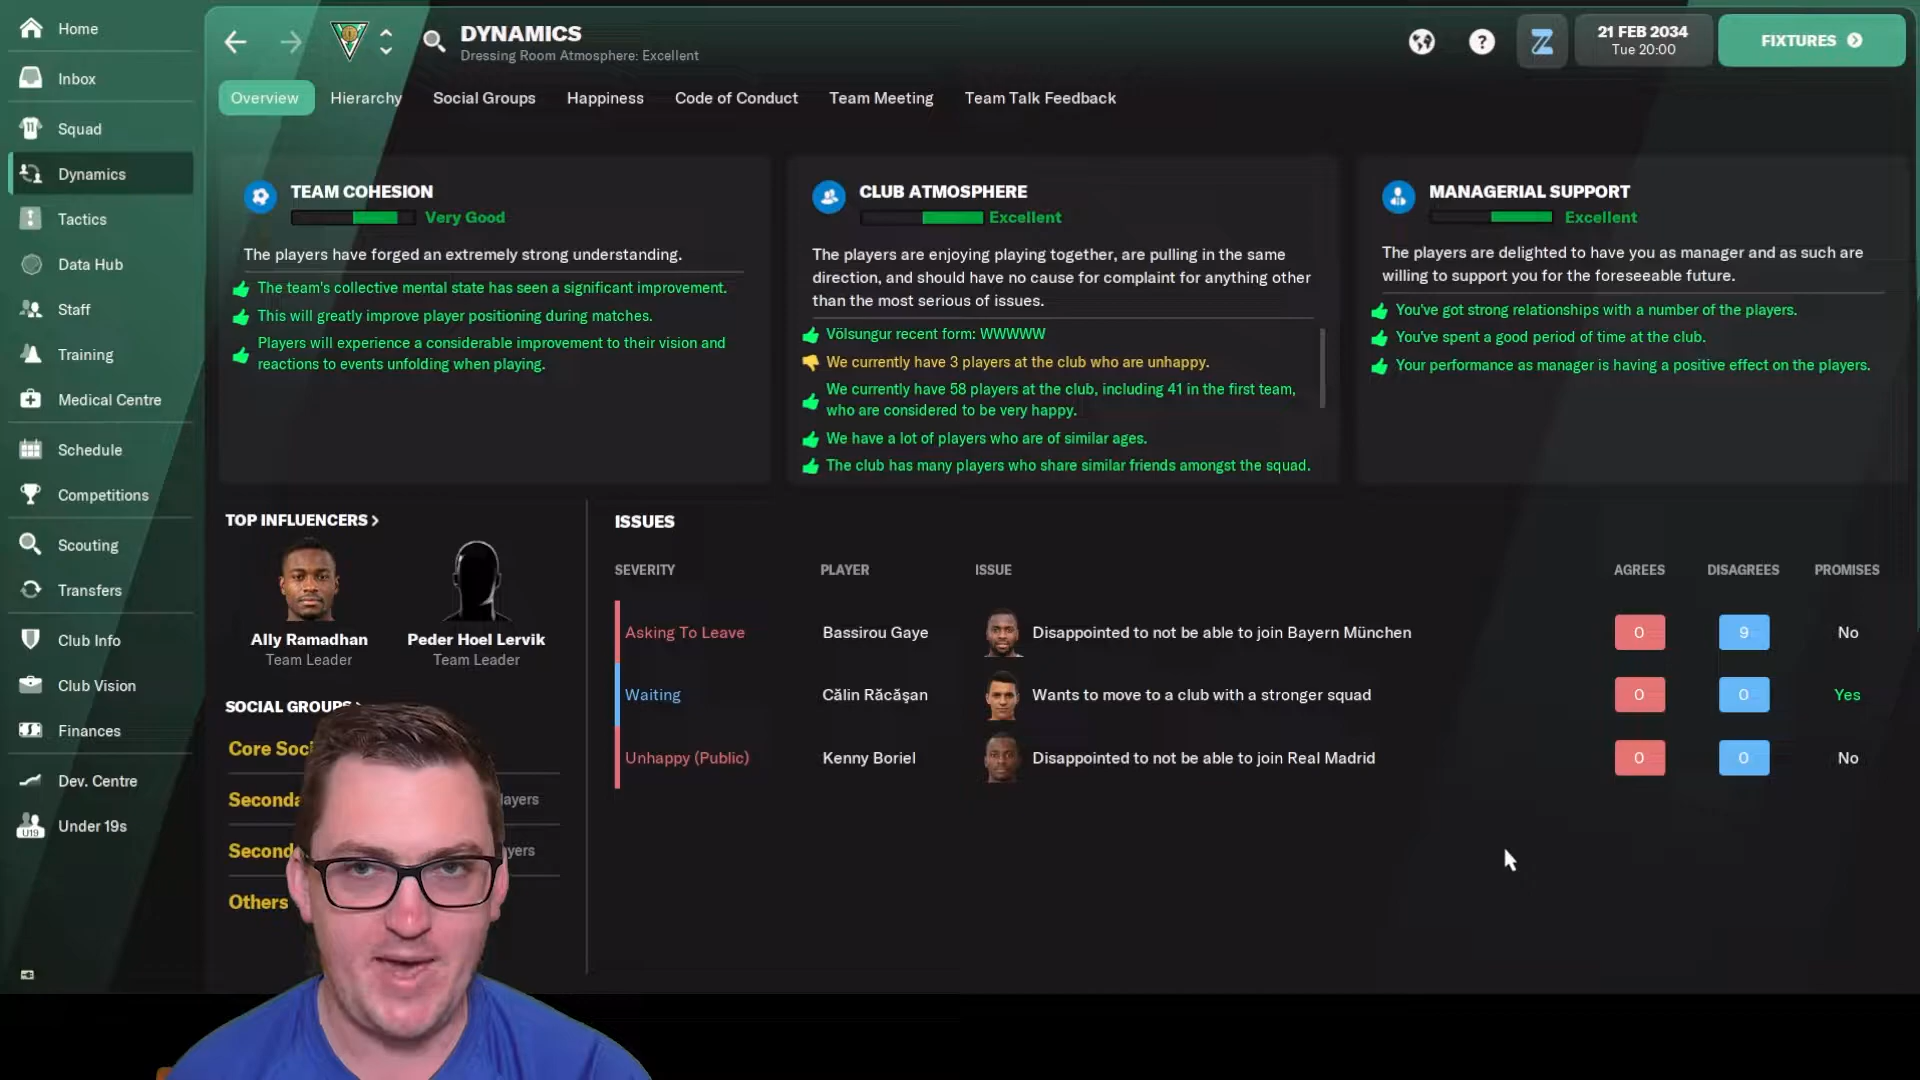 Home
Inbox
Squad
Dynamics
Tactics
Data Hub
Staff
Training
Medical Centre
Schedule
Competitions
Scouting
Transfers
Club Info
Club Vision
Finances
Dev. Centre
U19
Under 19s
DYNAMICS
Dressing Room Atmosphere: Excellent
?
21 FEB 2034
Tue 20:00
FIXTURES
Overview
Hierarchy
Social Groups
Happiness
Code of Conduct
Team Meeting
Team Talk Feedback
TEAM COHESION
Very Good
The players have forged an extremely strong understanding.
The team's collective mental state has seen a significant improvement.
This will greatly improve player positioning during matches.
Players will experience a considerable improvement to their vision and
reactions to events unfolding when playing.
CLUB ATMOSPHERE
Excellent
The players are enjoying playing together, are pulling in the same
direction, and should have no cause for complaint for anything other
than the most serious of issues.
Völsungur recent form: WWWWW
We currently have 3 players at the club who are unhappy.
We currently have 58 players at the club, including 41 in the first team,
who are considered to be very happy.
We have a lot of players who are of similar ages.
The club has many players who share similar friends amongst the squad.
MANAGERIAL SUPPORT
Excellent
The players are delighted to have you as manager and as such are
willing to support you for the foreseeable future.
You've got strong relationships with a number of the players.
You've spent a good period of time at the club.
Your performance as manager is having a positive effect on the players.
TOP INFLUENCERS >
Ally Ramadhan
Team Leader
Peder Hoel Lervik
Team Leader
SOCIAL GROUPS
Core Soci
Seconda
layers
Second
yers
Others
ISSUES
SEVERITY PLAYER ISSUE AGREES DISAGREES PROMISES
Asking To Leave Bassirou Gaye Disappointed to not be able to join Bayern München 0 9 No
Waiting Călin Răcăşan Wants to move to a club with a stronger squad 0 0 Yes
Unhappy (Public) Kenny Boriel Disappointed to not be able to join Real Madrid 0 0 No